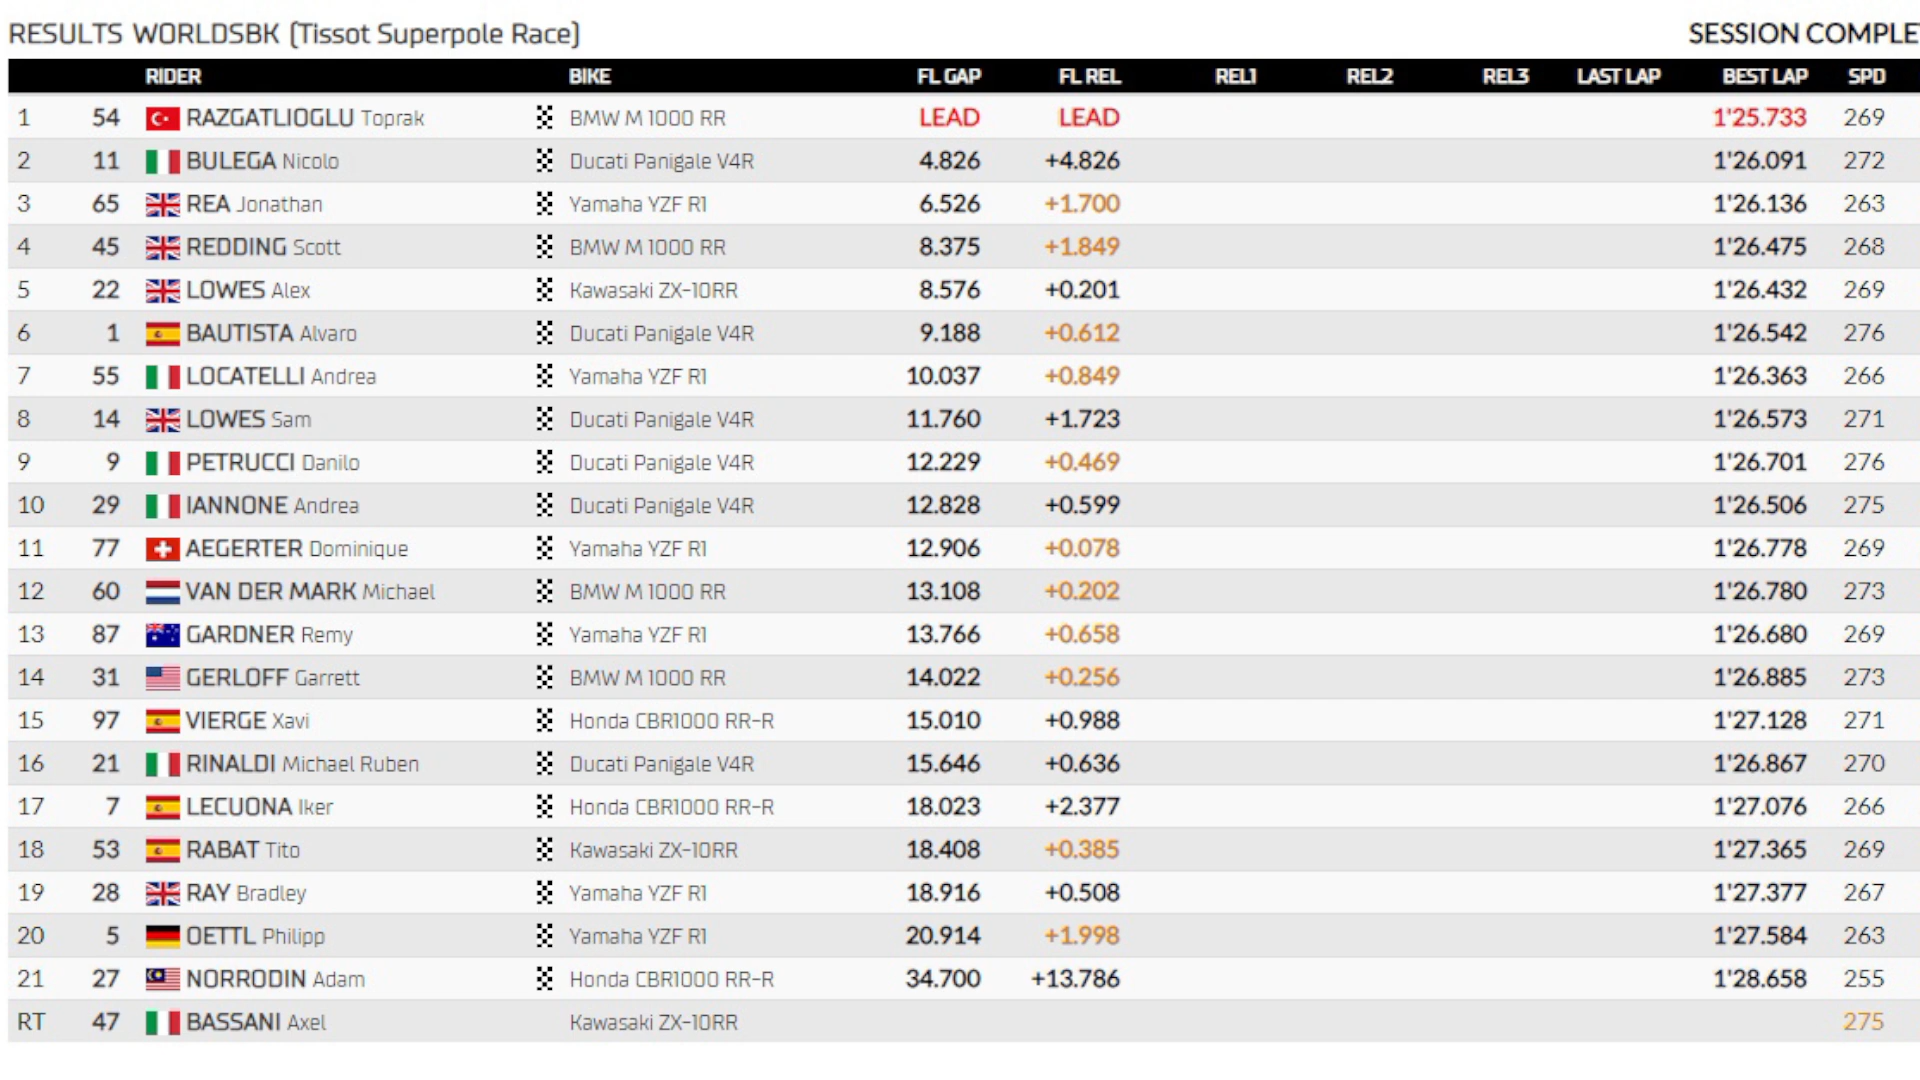 RESULTS WORLDSBK (Tissot Superpole Race) SESSION COMPLE
RIDER BIKE FL GAP FL REL REL1 REL2 REL3 LAST LAP BEST LAP SPD
1 54 RAZGATLIOGLU Toprak BMW M 1000 RR LEAD LEAD 1'25.733 269
2 11 BULEGA Nicolo Ducati Panigale V4R 4.826 +4.826 1'26.091 272
3 65 REA Jonathan Yamaha YZF R1 6.526 +1.700 1'26.136 263
4 45 REDDING Scott BMW M 1000 RR 8.375 +1.849 1'26.475 268
5 22 LOWES Alex Kawasaki ZX-10RR 8.576 +0.201 1'26.432 269
6 1 BAUTISTA Alvaro Ducati Panigale V4R 9.188 +0.612 1'26.542 276
7 55 LOCATELLI Andrea Yamaha YZF R1 10.037 +0.849 1'26.363 266
8 14 LOWES Sam Ducati Panigale V4R 11.760 +1.723 1'26.573 271
9 9 PETRUCCI Danilo Ducati Panigale V4R 12.229 +0.469 1'26.701 276
10 29 IANNONE Andrea Ducati Panigale V4R 12.828 +0.599 1'26.506 275
11 77 AEGERTER Dominique Yamaha YZF R1 12.906 +0.078 1'26.778 269
12 60 VAN DER MARK Michael BMW M 1000 RR 13.108 +0.202 1'26.780 273
13 87 GARDNER Remy Yamaha YZF R1 13.766 +0.658 1'26.680 269
14 31 GERLOFF Garrett BMW M 1000 RR 14.022 +0.256 1'26.885 273
15 97 VIERGE Xavi Honda CBR1000 RR-R 15.010 +0.988 1'27.128 271
16 21 RINALDI Michael Ruben Ducati Panigale V4R 15.646 +0.636 1'26.867 270
17 7 LECUONA Iker Honda CBR1000 RR-R 18.023 +2.377 1'27.076 266
18 53 RABAT Tito Kawasaki ZX-10RR 18.408 +0.385 1'27.365 269
19 28 RAY Bradley Yamaha YZF R1 18.916 +0.508 1'27.377 267
20 5 OETTL Philipp Yamaha YZF R1 20.914 +1.998 1'27.584 263
21 27 NORRODIN Adam Honda CBR1000 RR-R 34.700 +13.786 1'28.658 255
RT 47 BASSANI Axel Kawasaki ZX-10RR 275